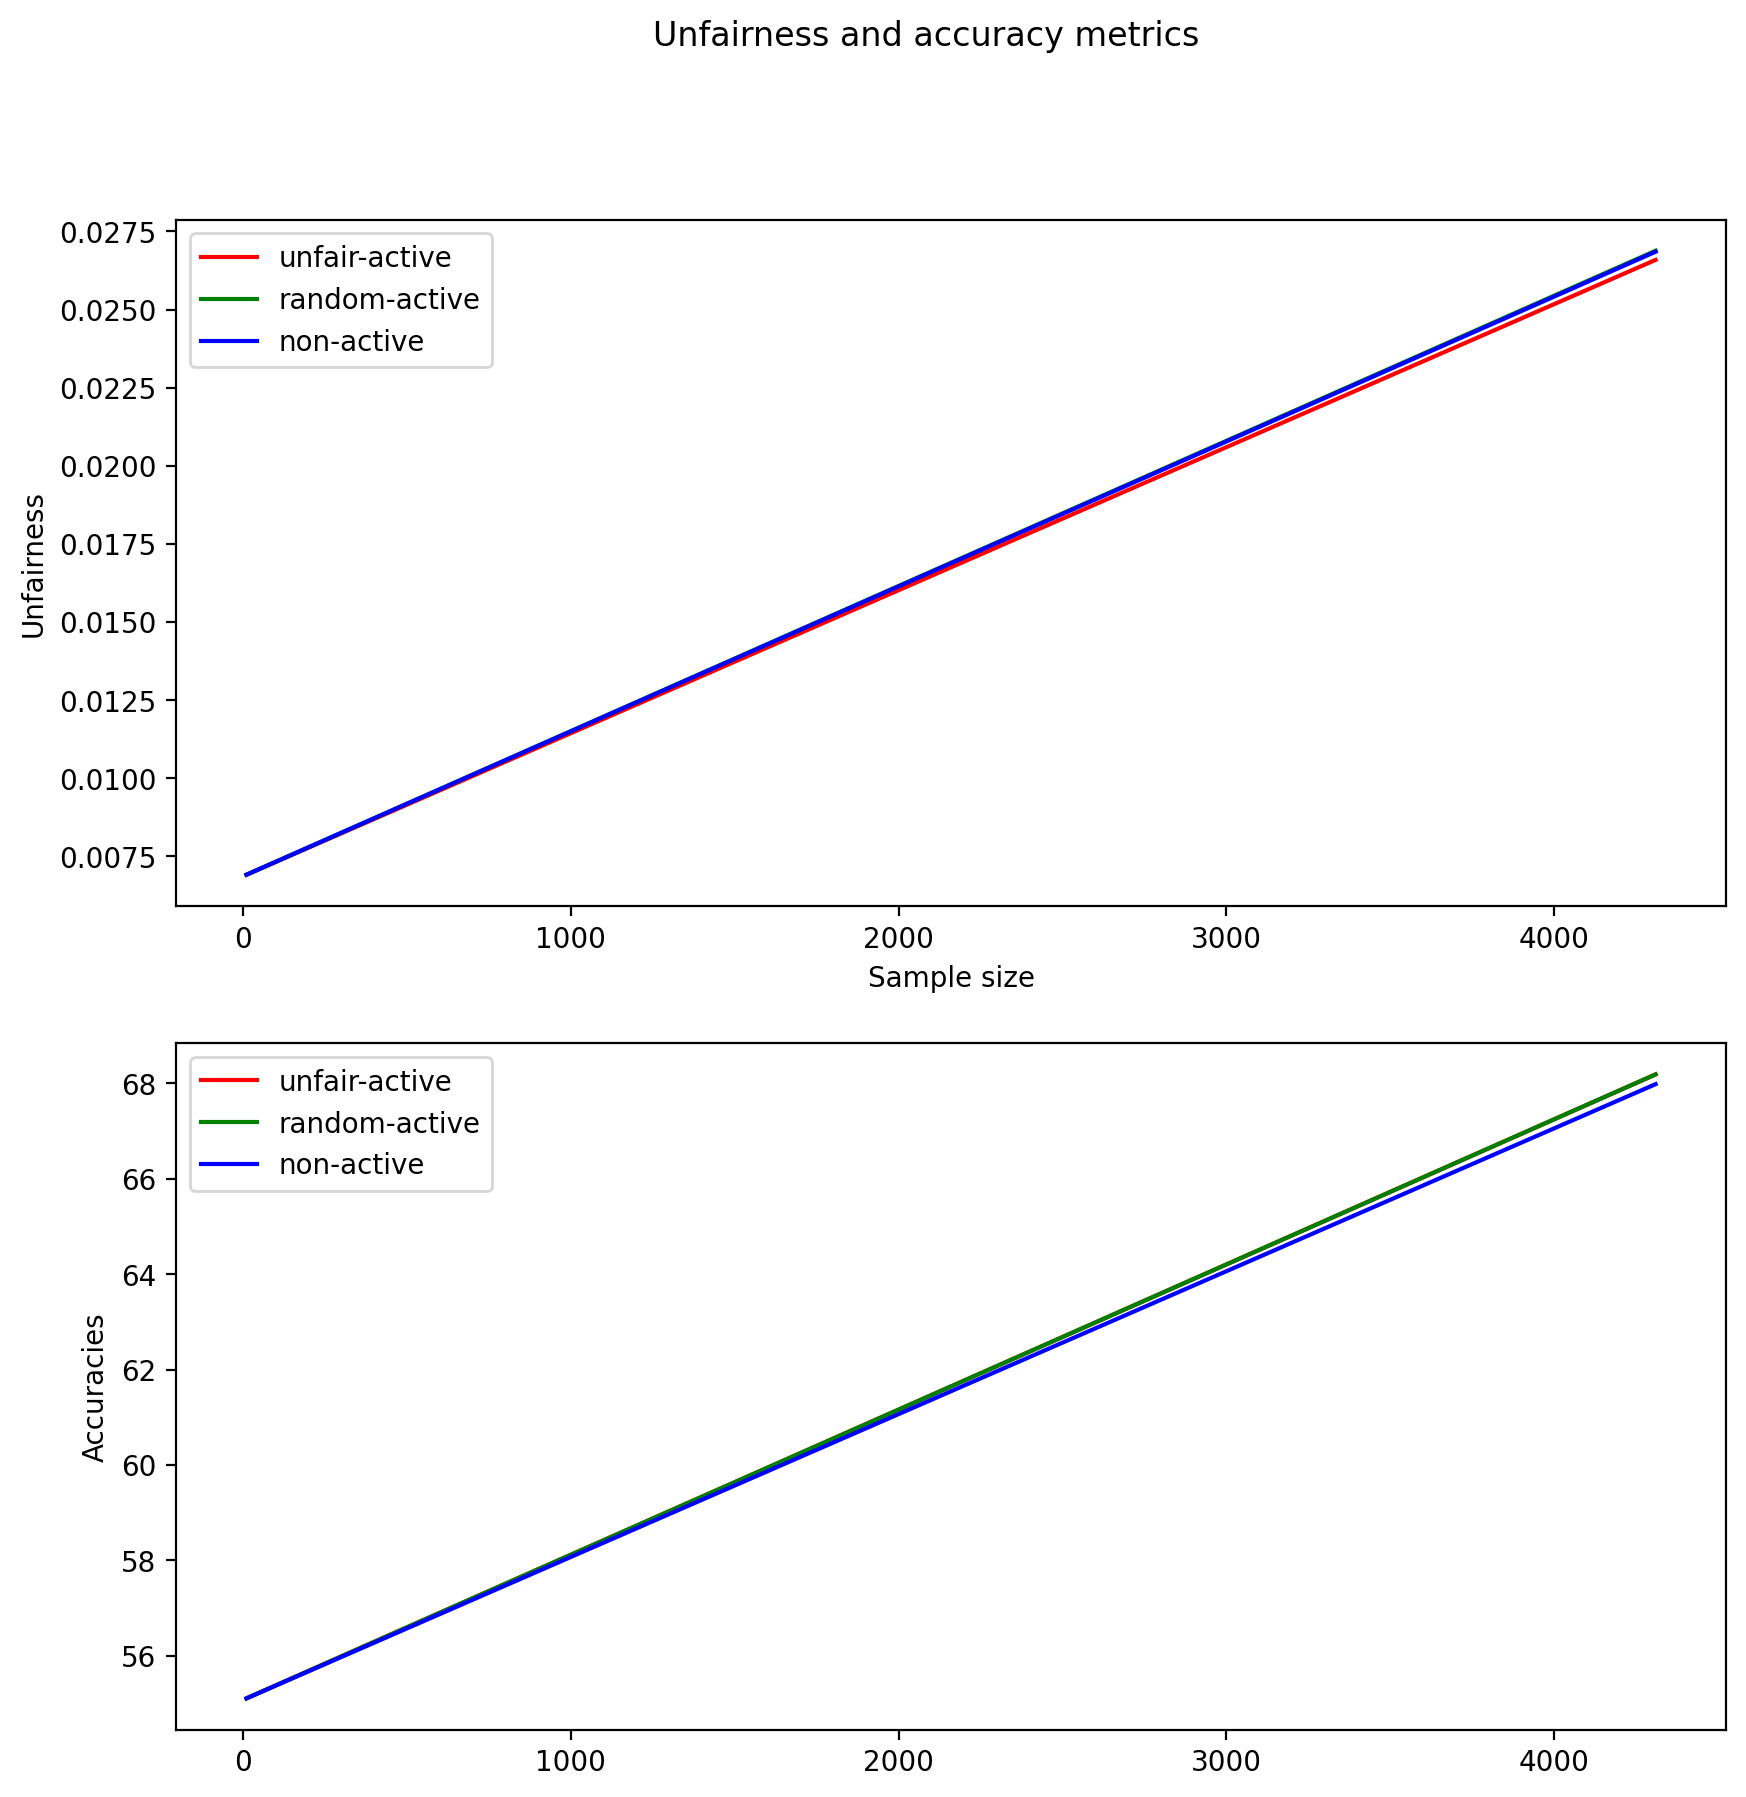 Unfairness and accuracy metrics
0.0275
0.0250
0.0225
0.0200
0.0175
0.0150
0.0125
0.0100
0.0075
Unfairness
unfair-active
random-active
non-active
0 1000 2000 3000 4000
Sample size
68
66
64
62
60
58
56
Accuracies
unfair-active
random-active
non-active
0 1000 2000 3000 4000